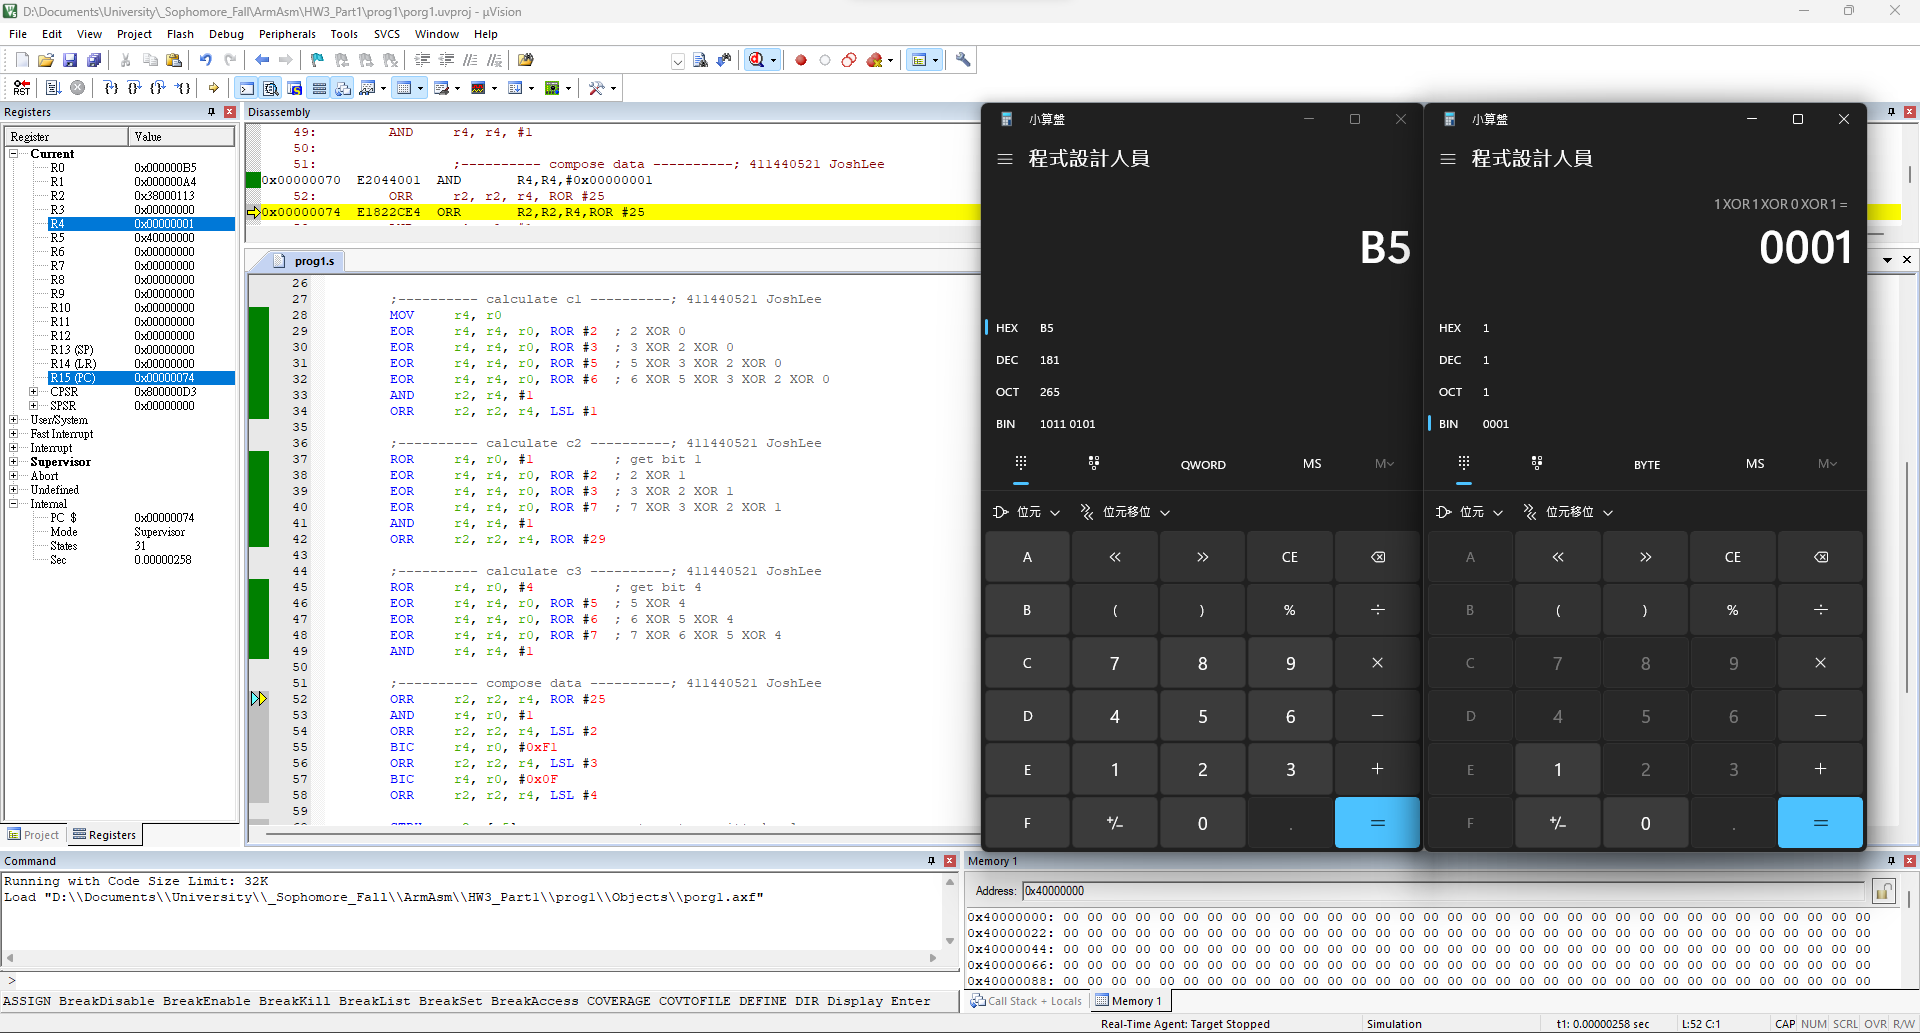 D:\Documents\University\_Sophomore_Fall\ArmAsm\HW3_Part1\prog1\porg1.uvproj - µVision
File Edit View Project Flash Debug Peripherals Tools SVCS Window Help
Registers
Register Value
Current
R0 0x000000B5
R1 0x000000A4
R2 0x38000113
R3 0x00000000
R4 0x00000001
R5 0x40000000
R6 0x00000000
R7 0x00000000
R8 0x00000000
R9 0x00000000
R10 0x00000000
R11 0x00000000
R12 0x00000000
R13 (SP) 0x00000000
R14 (LR) 0x00000000
R15 (PC) 0x00000074
CPSR 0x800000D3
SPSR 0x00000000
User/System
Fast Interrupt
Interrupt
Supervisor
Abort
Undefined
Internal
PC $ 0x00000074
Mode Supervisor
States 31
Sec 0.00000258
Project Registers
Disassembly
49: AND r4, r4, #1
50:
51: ;---------- compose data ----------; 411440521 JoshLee
0x00000070 E2044001 AND R4,R4,#0x00000001
52: ORR r2, r2, r4, ROR #25
0x00000074 E1822CE4 ORR R2,R2,R4,ROR #25
prog1.s
26
27 ;---------- calculate c1 ----------; 411440521 JoshLee
28 MOV r4, r0
29 EOR r4, r4, r0, ROR #2 ; 2 XOR 0
30 EOR r4, r4, r0, ROR #3 ; 3 XOR 2 XOR 0
31 EOR r4, r4, r0, ROR #5 ; 5 XOR 3 XOR 2 XOR 0
32 EOR r4, r4, r0, ROR #6 ; 6 XOR 5 XOR 3 XOR 2 XOR 0
33 AND r2, r4, #1
34 ORR r2, r2, r4, LSL #1
35
36 ;---------- calculate c2 ----------; 411440521 JoshLee
37 ROR r4, r0, #1 ; get bit 1
38 EOR r4, r4, r0, ROR #2 ; 2 XOR 1
39 EOR r4, r4, r0, ROR #3 ; 3 XOR 2 XOR 1
40 EOR r4, r4, r0, ROR #7 ; 7 XOR 3 XOR 2 XOR 1
41 AND r4, r4, #1
42 ORR r2, r2, r4, ROR #29
43
44 ;---------- calculate c3 ----------; 411440521 JoshLee
45 ROR r4, r0, #4 ; get bit 4
46 EOR r4, r4, r0, ROR #5 ; 5 XOR 4
47 EOR r4, r4, r0, ROR #6 ; 6 XOR 5 XOR 4
48 EOR r4, r4, r0, ROR #7 ; 7 XOR 6 XOR 5 XOR 4
49 AND r4, r4, #1
50
51 ;---------- compose data ----------; 411440521 JoshLee
52 ORR r2, r2, r4, ROR #25
53 AND r4, r0, #1
54 ORR r2, r2, r4, LSL #2
55 BIC r4, r0, #0xF1
56 ORR r2, r2, r4, LSL #3
57 BIC r4, r0, #0x0F
58 ORR r2, r2, r4, LSL #4
59
小算盤
程式設計人員
B5
HEX B5
DEC 181
OCT 265
BIN 1011 0101
QWORD MS M
位元 位元移位
A « » CE
B ( ) % ÷
C 7 8 9 ×
D 4 5 6 −
E 1 2 3 +
F +/− 0 . =
小算盤
程式設計人員
1 XOR 1 XOR 0 XOR 1 =
0001
HEX 1
DEC 1
OCT 1
BIN 0001
BYTE MS M
位元 位元移位
A « » CE
B ( ) % ÷
C 7 8 9 ×
D 4 5 6 −
E 1 2 3 +
F +/− 0 . =
Command
Running with Code Size Limit: 32K
Load "D:\\Documents\\University\\_Sophomore_Fall\\ArmAsm\\HW3_Part1\\prog1\\Objects\\porg1.axf"
>
ASSIGN BreakDisable BreakEnable BreakKill BreakList BreakSet BreakAccess COVERAGE COVTOFILE DEFINE DIR Display Enter
Memory 1
Address: 0x40000000
0x40000000: 00 00 00 00 00 00 00 00 00 00 00 00 00 00 00 00 00 00 00 00 00 00 00 00 00 00 00 00 00 00 00 00 00 00
0x40000022: 00 00 00 00 00 00 00 00 00 00 00 00 00 00 00 00 00 00 00 00 00 00 00 00 00 00 00 00 00 00 00 00 00 00
0x40000044: 00 00 00 00 00 00 00 00 00 00 00 00 00 00 00 00 00 00 00 00 00 00 00 00 00 00 00 00 00 00 00 00 00 00
0x40000066: 00 00 00 00 00 00 00 00 00 00 00 00 00 00 00 00 00 00 00 00 00 00 00 00 00 00 00 00 00 00 00 00 00 00
0x40000088: 00 00 00 00 00 00 00 00 00 00 00 00 00 00 00 00 00 00 00 00 00 00 00 00 00 00 00 00 00 00 00 00 00 00
Call Stack + Locals Memory 1
Real-Time Agent: Target Stopped Simulation t1: 0.00000258 sec L:52 C:1 CAP NUM SCRL OVR R/W